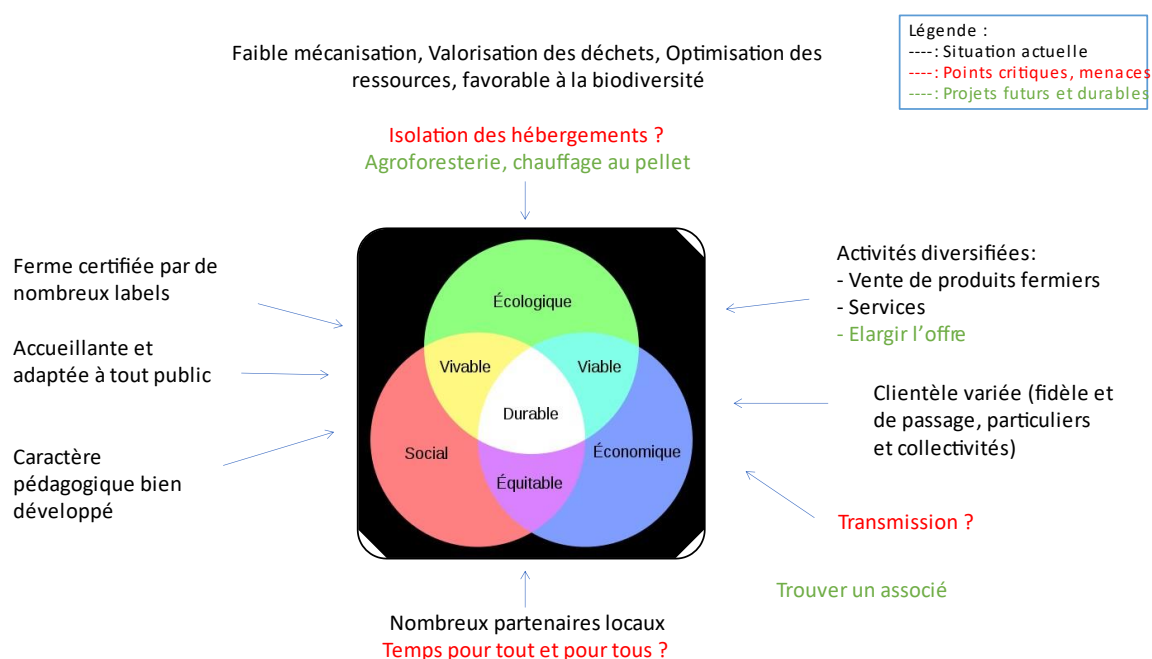 Légende :
----: Situation actuelle
----: Points critiques, menaces
----: Projets futurs et durables
Faible mécanisation, Valorisation des déchets, Optimisation des
ressources, favorable à la biodiversité
Isolation des hébergements ?
Agroforesterie, chauffage au pellet
Ferme certifiée par de
nombreux labels
Accueillante et
adaptée à tout public
Caractère
pédagogique bien
développé
Écologique
Vivable
Viable
Durable
Social
Économique
Équitable
Activités diversifiées:
- Vente de produits fermiers
- Services
- Elargir l’offre
Clientèle variée (fidèle et
de passage, particuliers
et collectivités)
Transmission ?
Trouver un associé
Nombreux partenaires locaux
Temps pour tout et pour tous ?